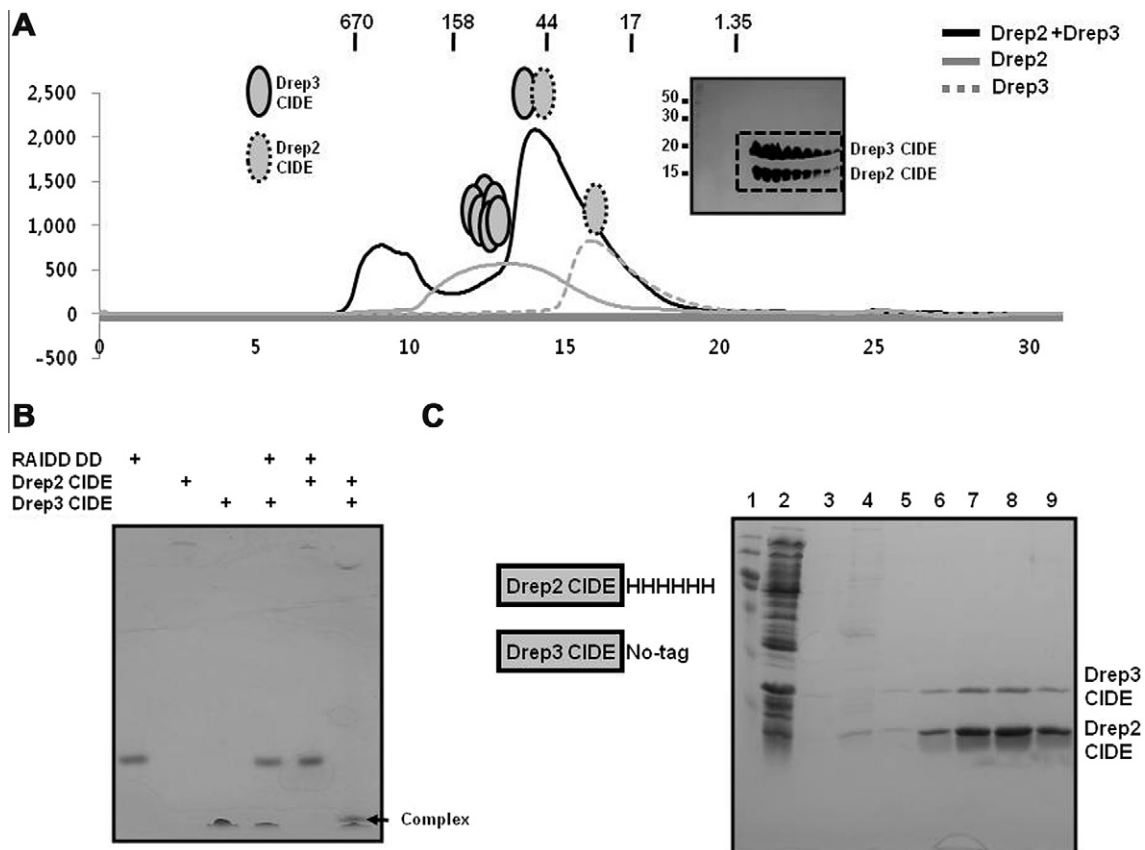 A
670 158 44 17 1.35
Drep2 +Drep3
Drep2
Drep3
2,500
2,000
1,500
1,000
500
0
-500
0 5 10 15 20 25 30
Drep3
CIDE
Drep2
CIDE
50
30
20
15
Drep3 CIDE
Drep2 CIDE
B
RAIDD DD + + +
Drep2 CIDE + + +
Drep3 CIDE + + +
Complex
C
Drep2 CIDE HHHHHH
Drep3 CIDE No-tag
1 2 3 4 5 6 7 8 9
Drep3
CIDE
Drep2
CIDE